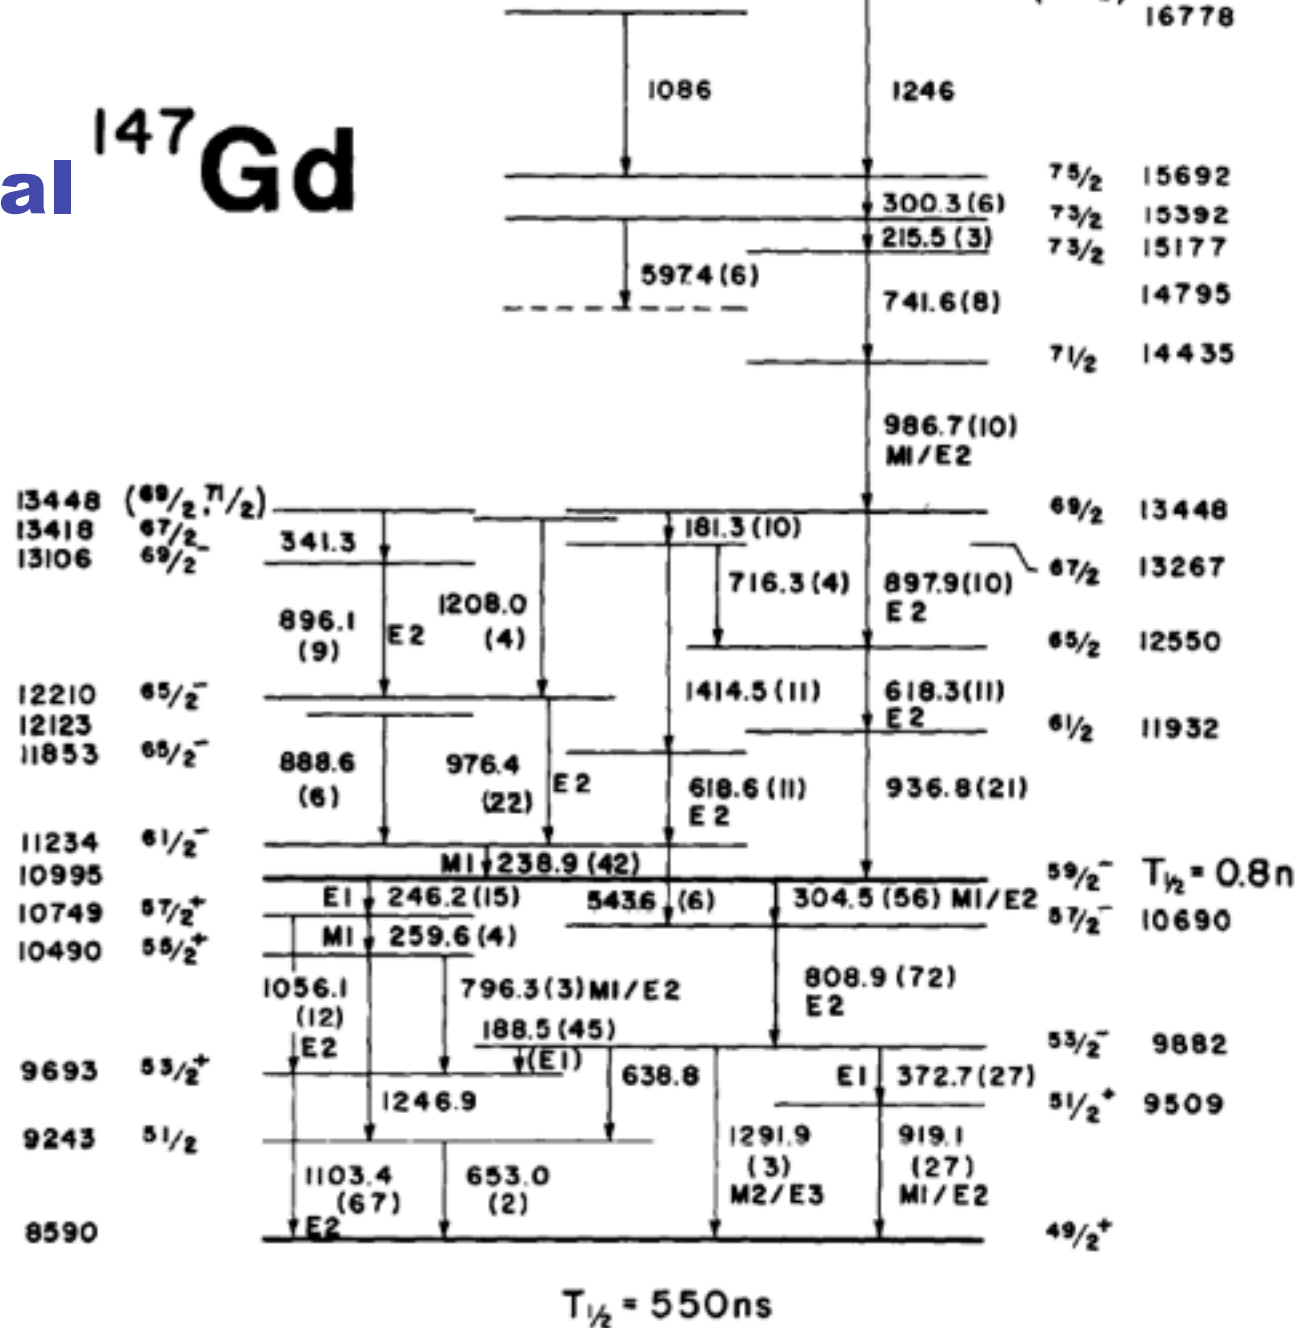 16778
1086
1246
147Gd
al
75/2 15692
300.3(6)
73/2 15392
215.5(3)
73/2 15177
597.4(6)
14795
741.6(8)
71/2 14435
986.7(10)
M1/E2
13448 (69/2,71/2)
69/2 13448
13418 67/2
181.3(10)
341.3
13106 69/2-
67/2 13267
716.3(4)
897.9(10)
E2
1208.0
(4)
896.1
(9)
E2
65/2 12550
12210 65/2-
1414.5(11)
618.3(11)
E2
12123
61/2 11932
11853 65/2-
888.6
(6)
976.4
(22)
E2
618.6(11)
E2
936.8(21)
11234 61/2-
M1 238.9(42)
10995
59/2- T1/2= 0.8n
E1 246.2(15)
543.6 (6)
304.5(56) M1/E2
10749 57/2+
57/2- 10690
M1 259.6(4)
10490 55/2+
1056.1
(12)
E2
796.3(3)M1/E2
808.9(72)
E2
188.5(45)
(E1)
53/2- 9882
9693 53/2+
638.8
E1 372.7(27)
1246.9
51/2+ 9509
9243 51/2
1291.9
(3)
M2/E3
919.1
(27)
M1/E2
1103.4
(67)
E2
653.0
(2)
8590
49/2+
T1/2 = 550ns